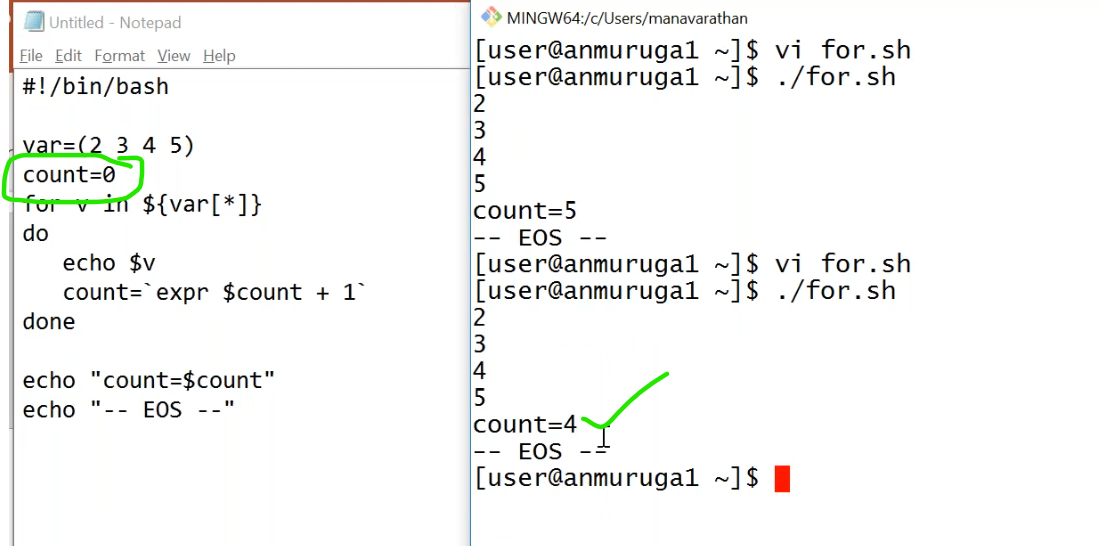 Untitled - Notepad
File Edit Format View Help
#!/bin/bash
var=(2 3 4 5)
count=0
for v in ${var[*]}
do
echo $v
count=`expr $count + 1`
done
echo "count=$count"
echo "-- EOS --"
MINGW64:/c/Users/manavarathan
[user@anmuruga1 ~]$ vi for.sh
[user@anmuruga1 ~]$ ./for.sh
2
3
4
5
count=5
-- EOS --
[user@anmuruga1 ~]$ vi for.sh
[user@anmuruga1 ~]$ ./for.sh
2
3
4
5
count=4
-- EOS --
[user@anmuruga1 ~]$